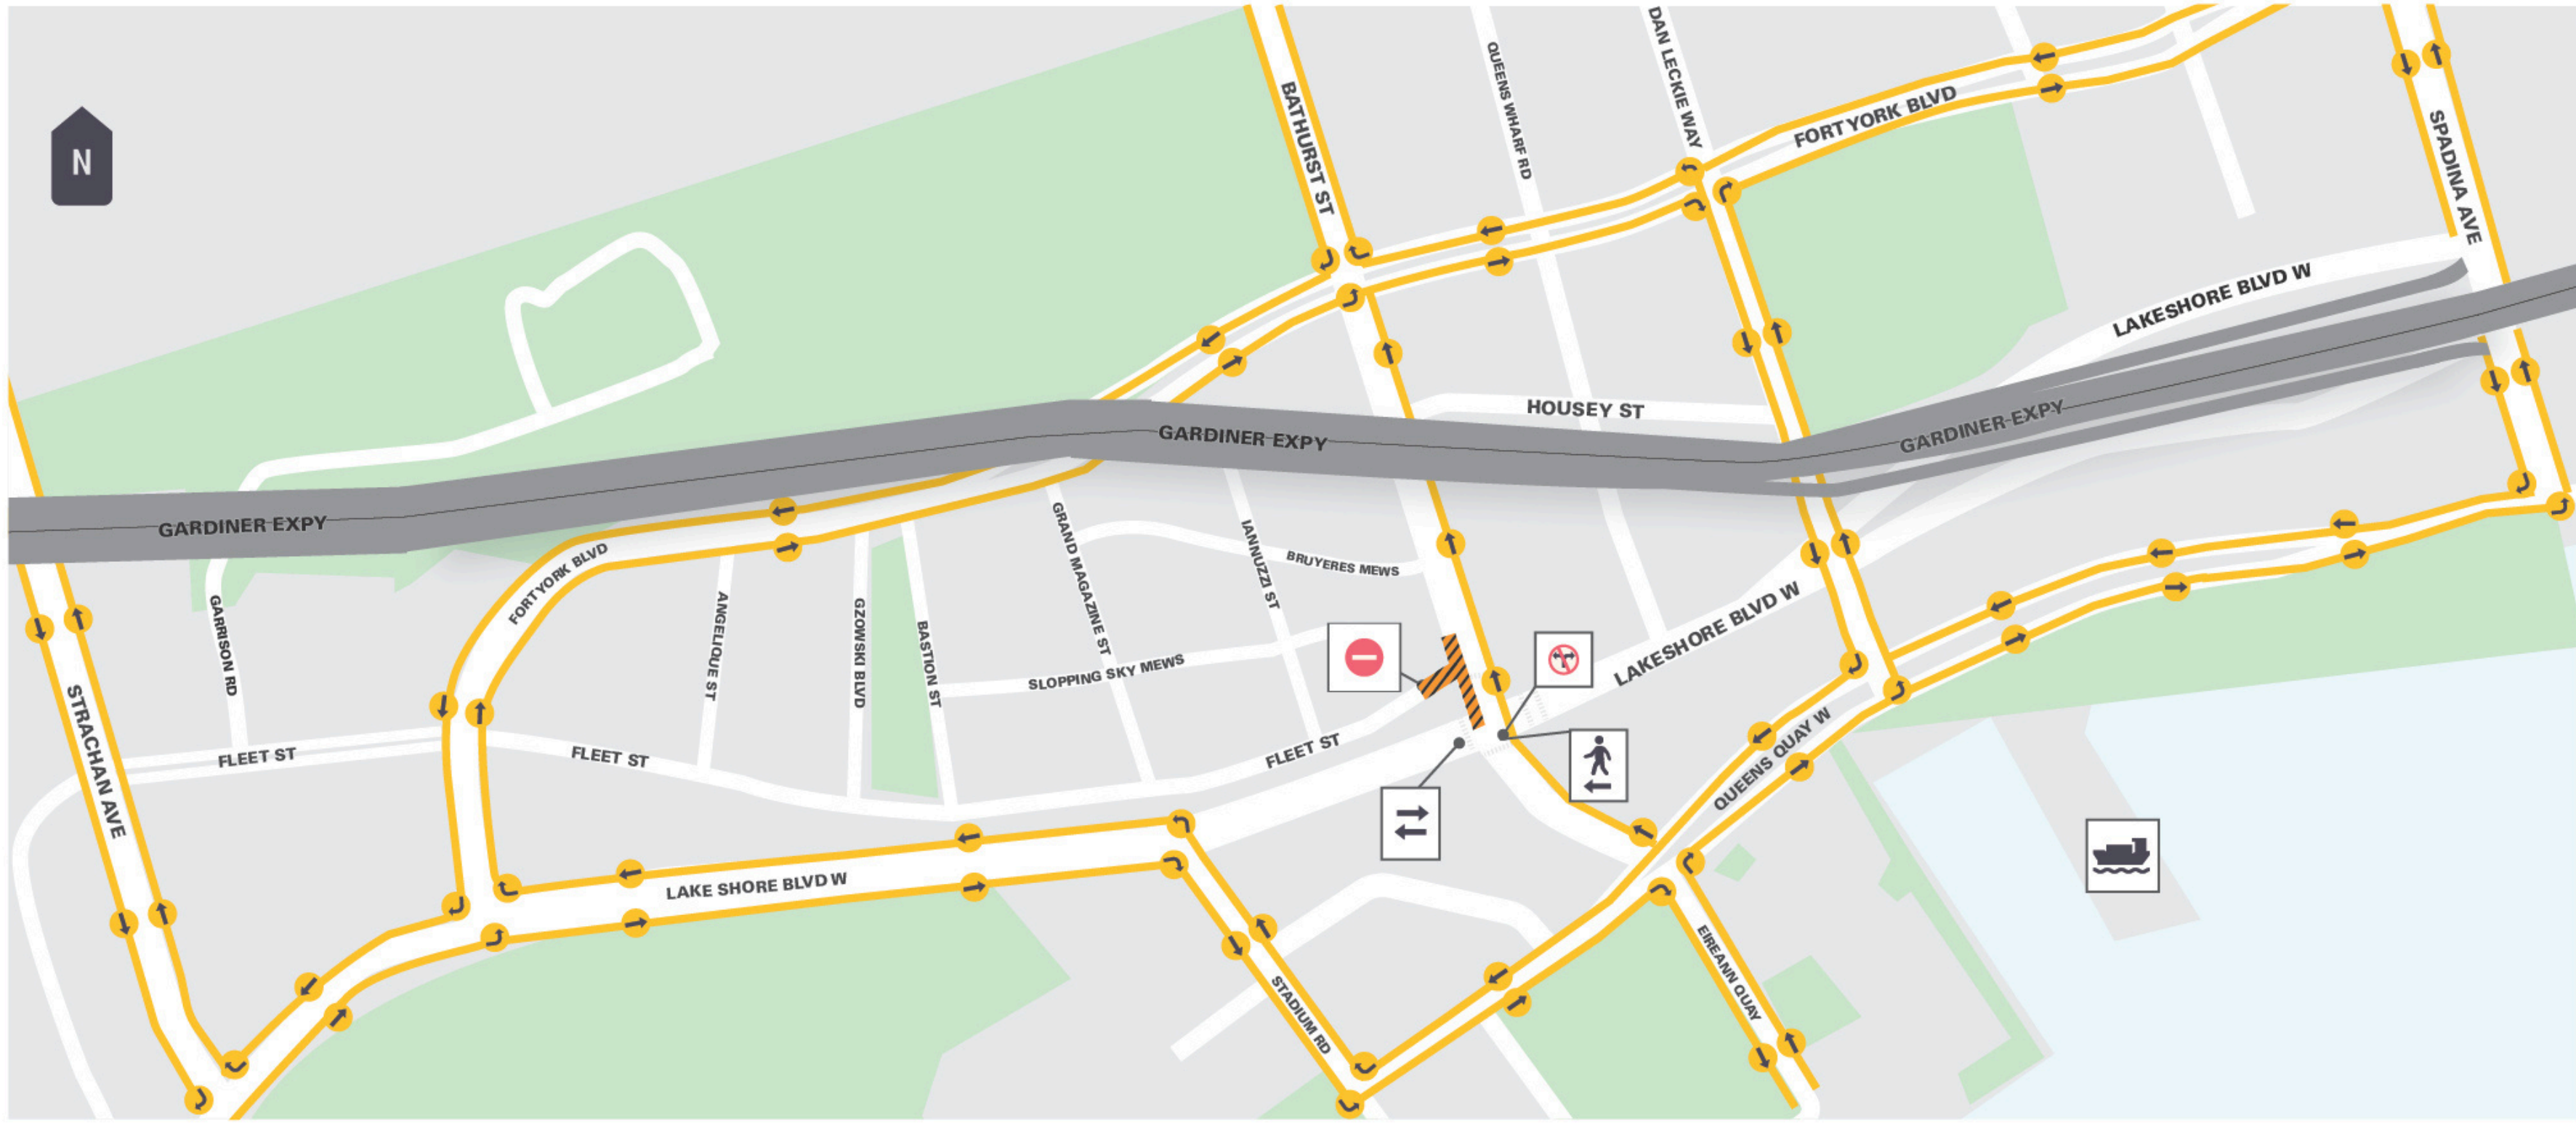 N
BATHURST ST
QUEENS WHARF RD
DAN LECKIE WAY
FORT YORK BLVD
SPADINA AVE
LAKESHORE BLVD W
HOUSEY ST
GARDINER EXPY
GARDINER EXPY
GARDINER EXPY
FORT YORK BLVD
GARRISON RD
ANGELIQUE ST
GZOWSKI BLVD
BASTION ST
GRAND MAGAZINE ST
IANNUZZI ST
BRUYERES MEWS
SLOPPING SKY MEWS
LAKESHORE BLVD W
STRACHAN AVE
FLEET ST
FLEET ST
FLEET ST
QUEENS QUAY W
LAKE SHORE BLVD W
STADIUM RD
EIREANN QUAY